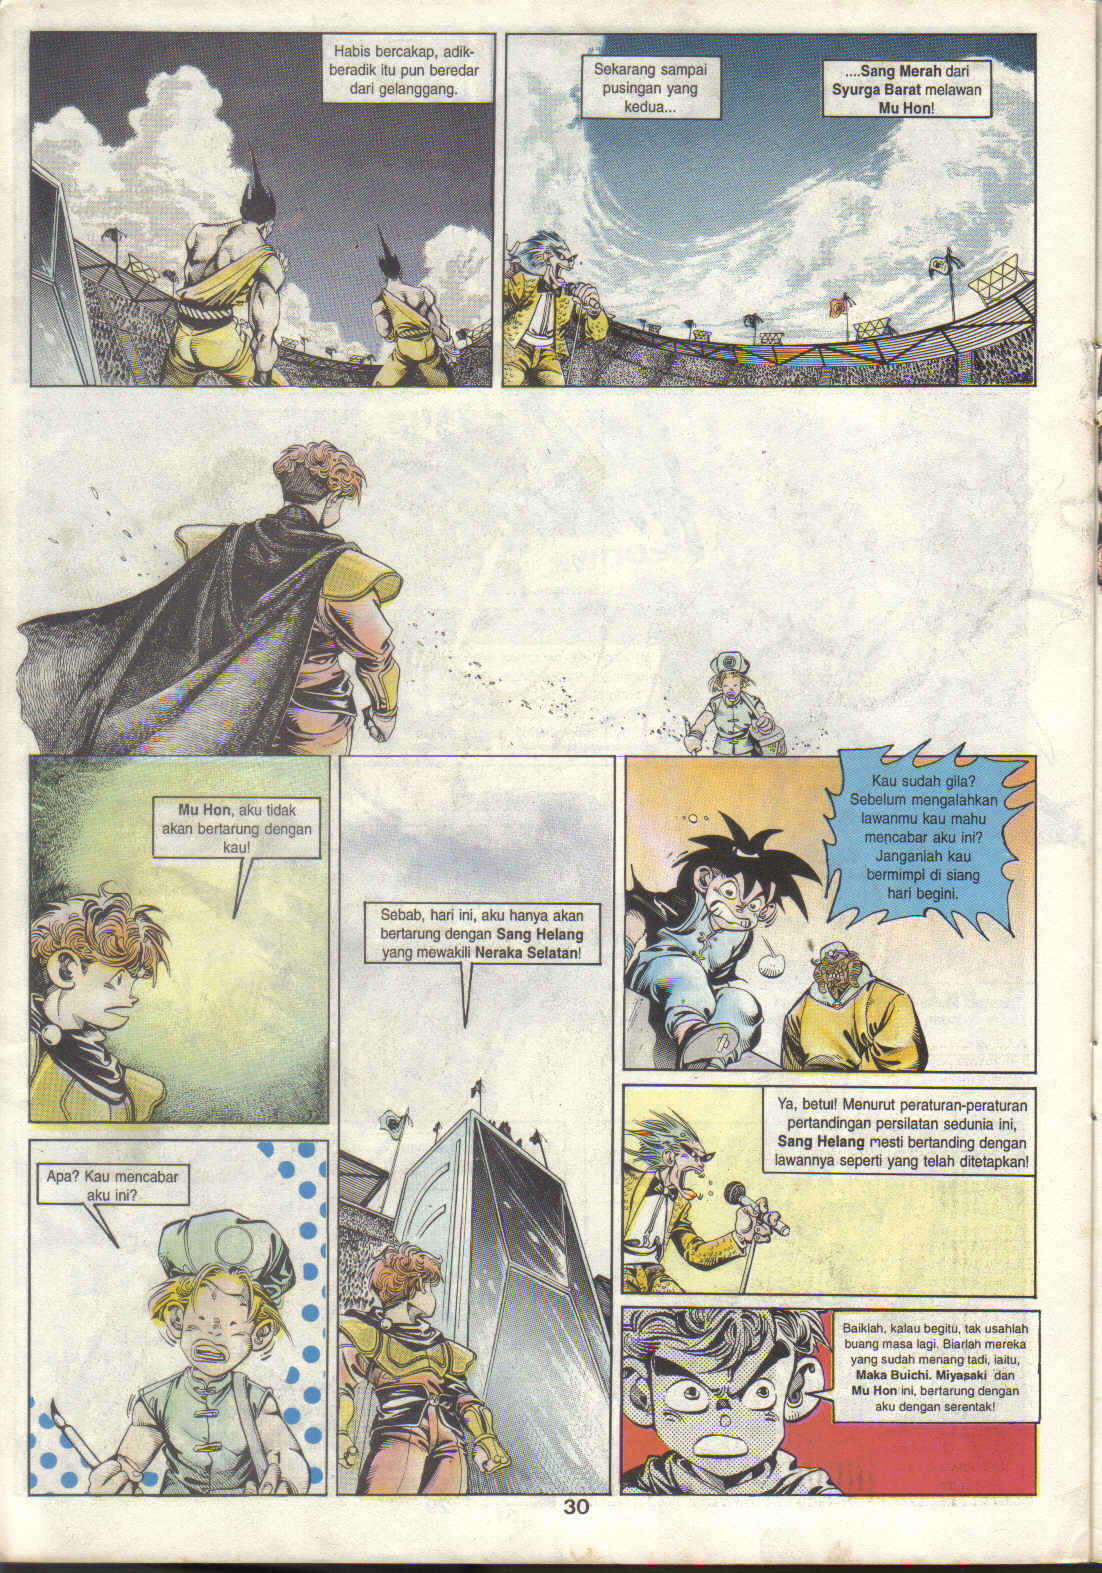 Habis bercakap, adik-
beradik itu pun beredar
dari gelanggang.
Sekarang sampai
pusingan yang
kedua...
....Sang Merah dari
Syurga Barat melawan
Mu Hon!
Mu Hon, aku tidak
akan bertarung dengan
kau!
Apa? Kau mencabar
aku ini?
Sebab, hari ini, aku hanya akan
bertarung dengan Sang Helang
yang mewakili Neraka Selatan!
Kau sudah gila?
Sebelum mengalahkan
lawanmu kau mahu
mencabar aku ini?
Janganlah kau
bermimpi di siang
hari begini.
Ya, betul! Menurut peraturan-peraturan
pertandingan persilatan sedunia ini,
Sang Helang mesti bertanding dengan
lawannya seperti yang telah ditetapkan!
Baiklah, kalau begitu, tak usahlah
buang masa lagi. Biarlah mereka
yang sudah menang tadi, iaitu,
Maka Buichi. Miyasaki dan
Mu Hon ini, bertarung dengan
aku dengan serentak!
30